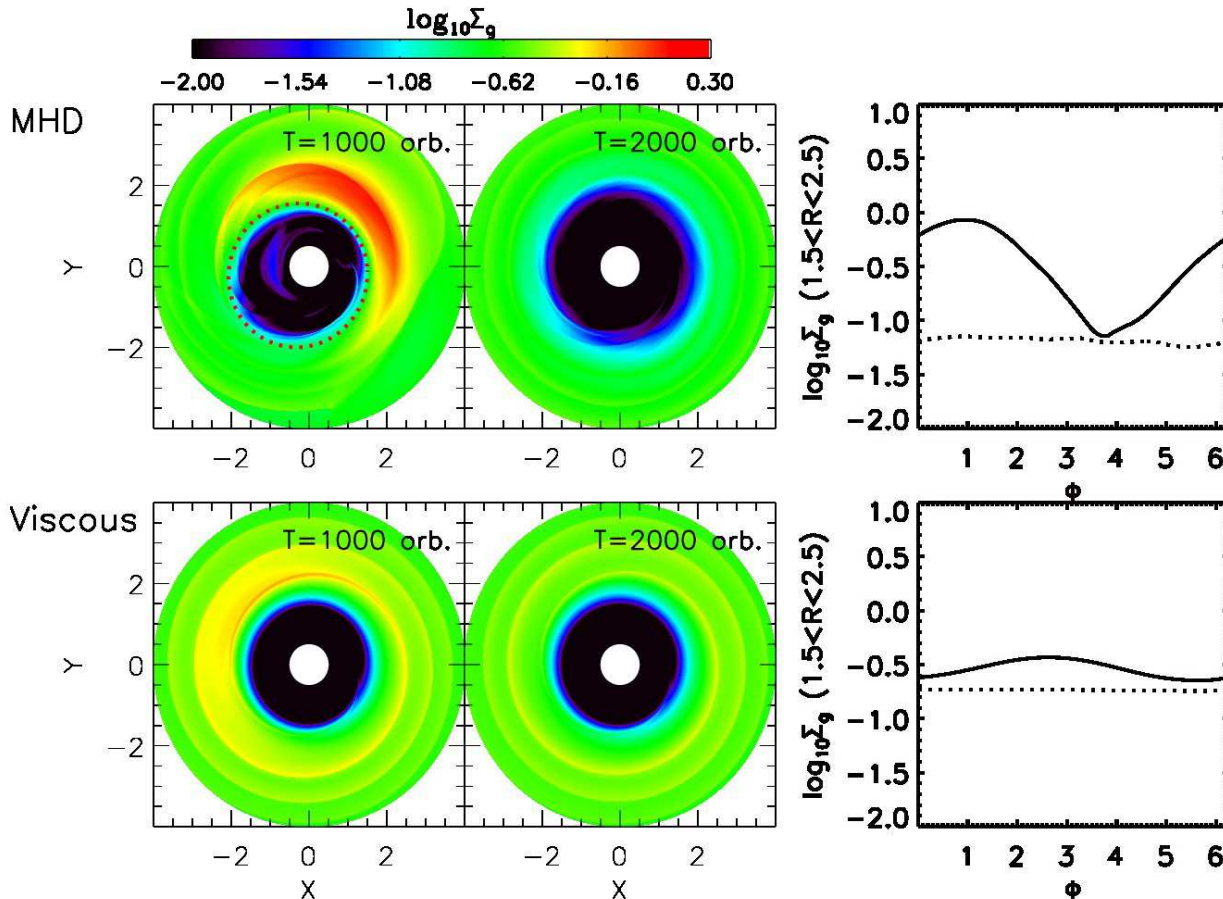 log₁₀Σ_g
−2.00 −1.54 −1.08 −0.62 −0.16 0.30
MHD
T=1000 orb.
T=2000 orb.
Y
2
0
−2
−2 0 2
−2 0 2
log₁₀Σ_g (1.5<R<2.5)
1.0
0.5
0.0
−0.5
−1.0
−1.5
−2.0
1 2 3 4 5 6
Φ
Viscous
T=1000 orb.
T=2000 orb.
Y
2
0
−2
−2 0 2
X
−2 0 2
X
log₁₀Σ_g (1.5<R<2.5)
1.0
0.5
0.0
−0.5
−1.0
−1.5
−2.0
1 2 3 4 5 6
Φ